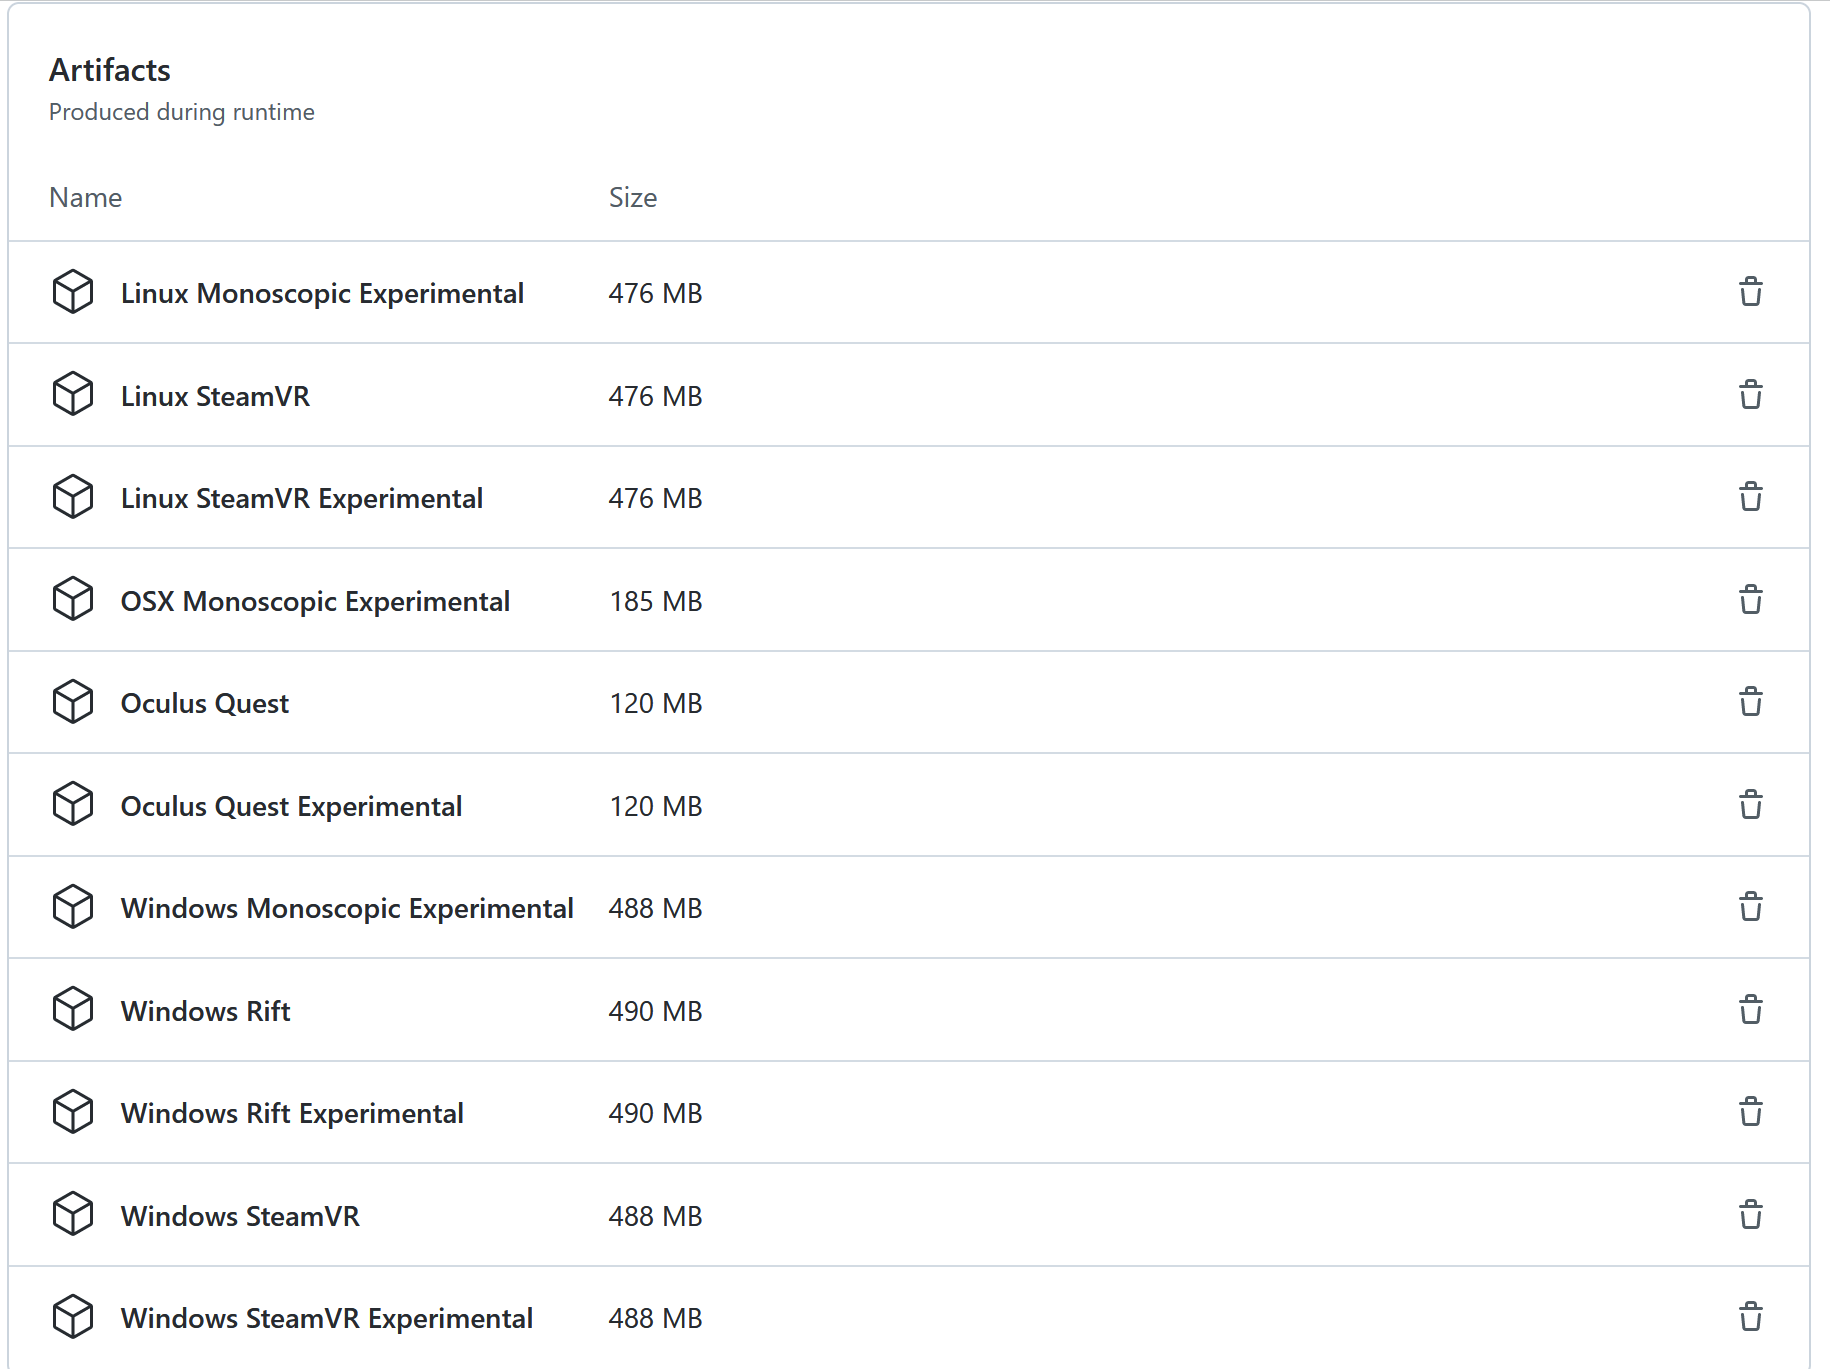 Artifacts
Produced during runtime
Name Size
Linux Monoscopic Experimental 476 MB
Linux SteamVR 476 MB
Linux SteamVR Experimental 476 MB
OSX Monoscopic Experimental 185 MB
Oculus Quest 120 MB
Oculus Quest Experimental 120 MB
Windows Monoscopic Experimental 488 MB
Windows Rift 490 MB
Windows Rift Experimental 490 MB
Windows SteamVR 488 MB
Windows SteamVR Experimental 488 MB